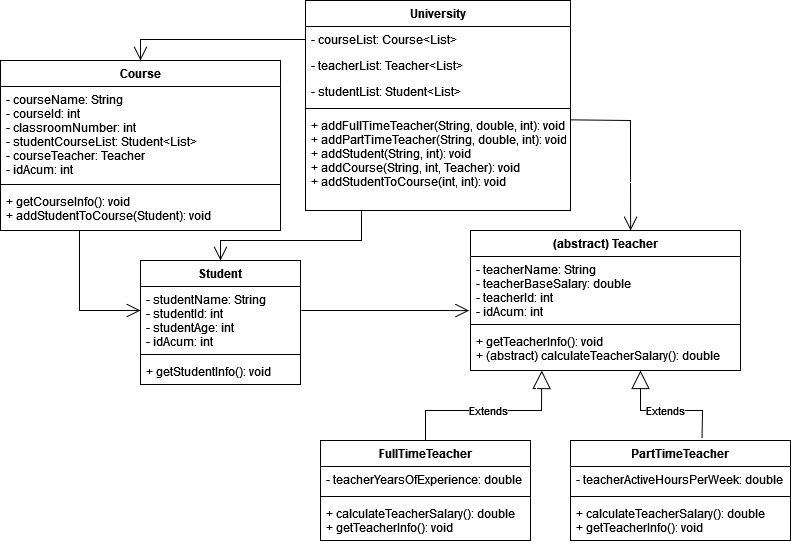 University
- courseList: Course<List>
- teacherList: Teacher<List>
- studentList: Student<List>
+ addFullTimeTeacher(String, double, int): void
+ addPartTimeTeacher(String, double, int): void
+ addStudent(String, int): void
+ addCourse(String, int, Teacher): void
+ addStudentToCourse(int, int): void
Course
- courseName: String
- courseId: int
- classroomNumber: int
- studentCourseList: Student<List>
- courseTeacher: Teacher
- idAcum: int
+ getCourseInfo(): void
+ addStudentToCourse(Student): void
Student
- studentName: String
- studentId: int
- studentAge: int
- idAcum: int
+ getStudentInfo(): void
(abstract) Teacher
- teacherName: String
- teacherBaseSalary: double
- teacherId: int
- idAcum: int
+ getTeacherInfo(): void
+ (abstract) calculateTeacherSalary(): double
Extends
Extends
FullTimeTeacher
- teacherYearsOfExperience: double
+ calculateTeacherSalary(): double
+ getTeacherInfo(): void
PartTimeTeacher
- teacherActiveHoursPerWeek: double
+ calculateTeacherSalary(): double
+ getTeacherInfo(): void